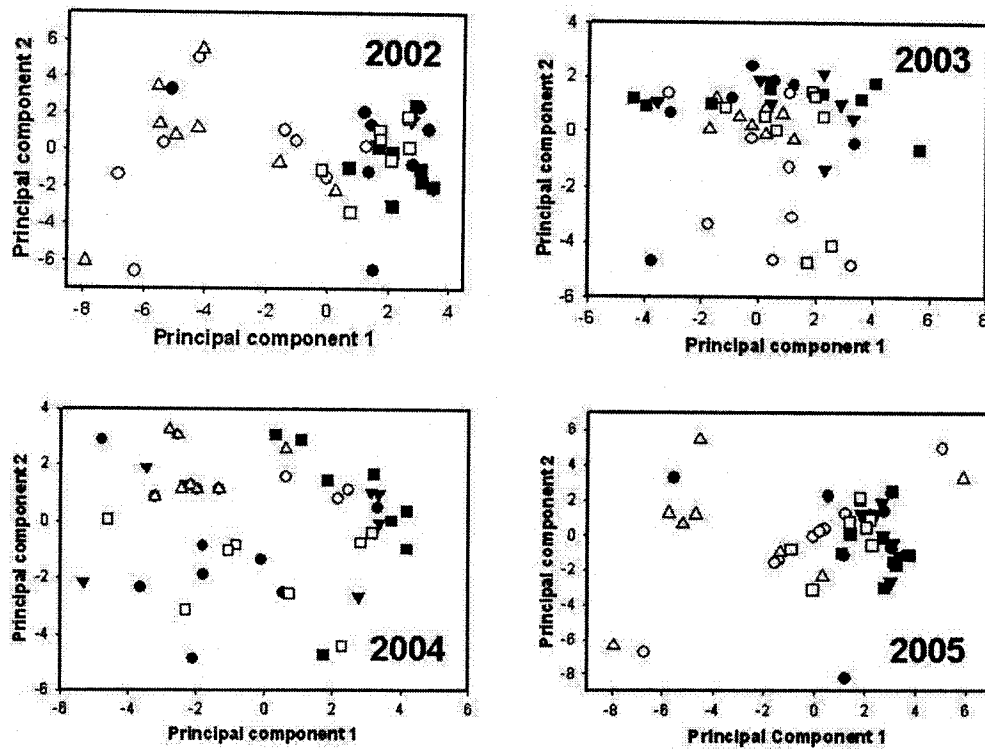 2002
Principal component 2
6
4
2
0
-2
-4
-6
-8 -6 -4 -2 0 2 4
Principal component 1
2003
Principal component 2
4
2
0
-2
-4
-6
-6 -4 -2 0 2 4 6 8
Principal component 1
2004
Principal component 2
4
2
0
-2
-4
-6
-6 -4 -2 0 2 4 6
Principal component 1
2005
Principal component 2
6
4
2
0
-2
-4
-6
-8
-8 -6 -4 -2 0 2 4 6
Principal Component 1